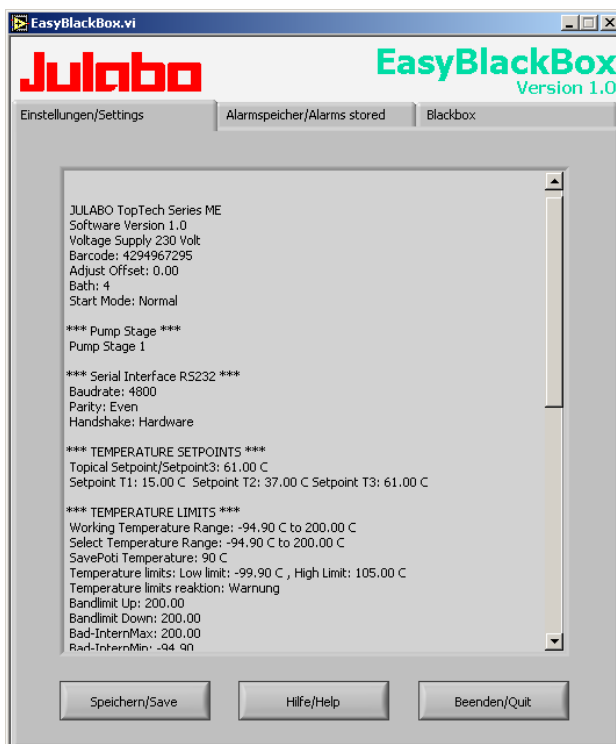 EasyBlackBox.vi
Julabo
EasyBlackBox
Version 1.0
Einstellungen/Settings
Alarmspeicher/Alarms stored
Blackbox
JULABO TopTech Series ME
Software Version 1.0
Voltage Supply 230 Volt
Barcode: 4294967295
Adjust Offset: 0.00
Bath: 4
Start Mode: Normal
*** Pump Stage ***
Pump Stage 1
*** Serial Interface RS232 ***
Baudrate: 4800
Parity: Even
Handshake: Hardware
*** TEMPERATURE SETPOINTS ***
Topical Setpoint/Setpoint3: 61.00 C
Setpoint T1: 15.00 C Setpoint T2: 37.00 C Setpoint T3: 61.00 C
*** TEMPERATURE LIMITS ***
Working Temperature Range: -94.90 C to 200.00 C
Select Temperature Range: -94.90 C to 200.00 C
SavePoti Temperature: 90 C
Temperature limits: Low limit: -99.90 C , High Limit: 105.00 C
Temperature limits reaktion: Warnung
Bandlimit Up: 200.00
Bandlimit Down: 200.00
Bad-InternMax: 200.00
Bad-InternMin: -94.90
Speichern/Save
Hilfe/Help
Beenden/Quit